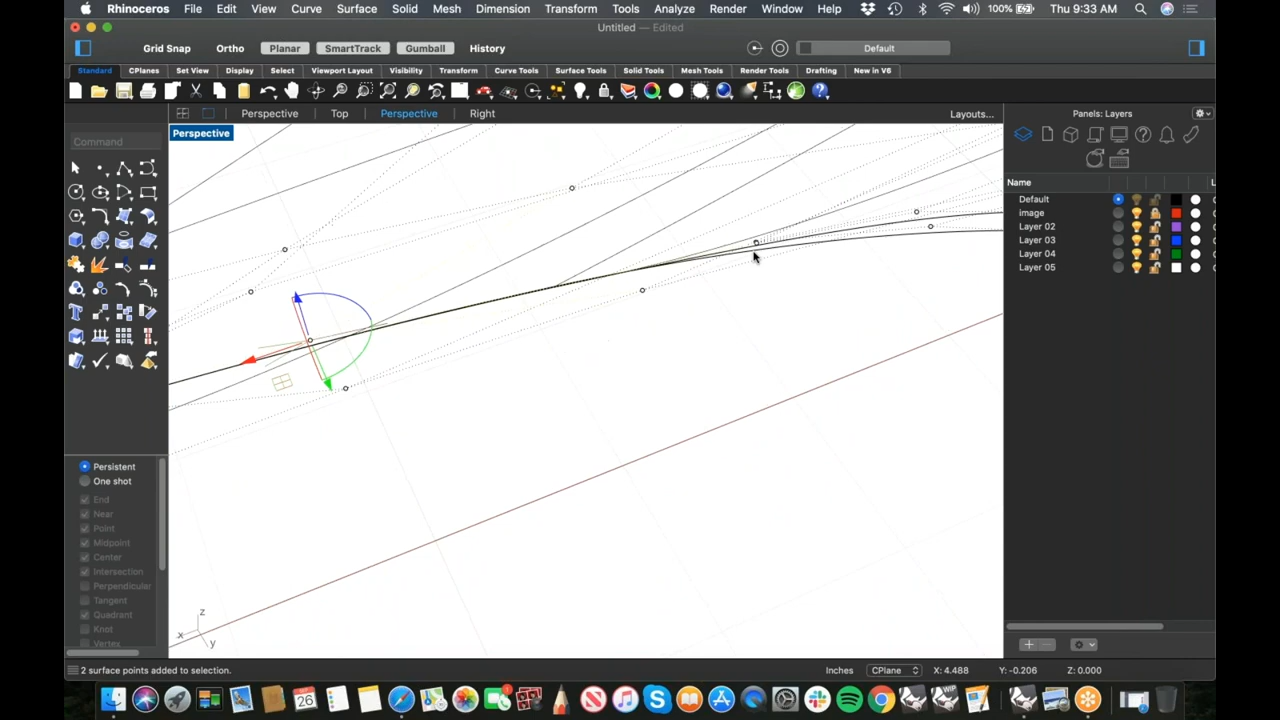 Rhinoceros File Edit View Curve Surface Solid Mesh Dimension Transform Tools Analyze Render Window Help 100% Thu 9:33 AM
Untitled — Edited
Grid Snap Ortho Planar SmartTrack Gumball History Default
Standard CPlanes Set View Display Select Viewport Layout Visibility Transform Curve Tools Surface Tools Solid Tools Mesh Tools Render Tools Drafting New in V6
Perspective Top Perspective Right Layouts... Panels: Layers
Perspective
Command
Name L
Default
image
Layer 02
Layer 03
Layer 04
Layer 05
Persistent
One shot
End
Near
Point
Midpoint
Center
Intersection
Perpendicular
Tangent
Quadrant
Knot
Vertex
z
x
y
2 surface points added to selection. Inches CPlane X: 4.488 Y: -0.206 Z: 0.000
26